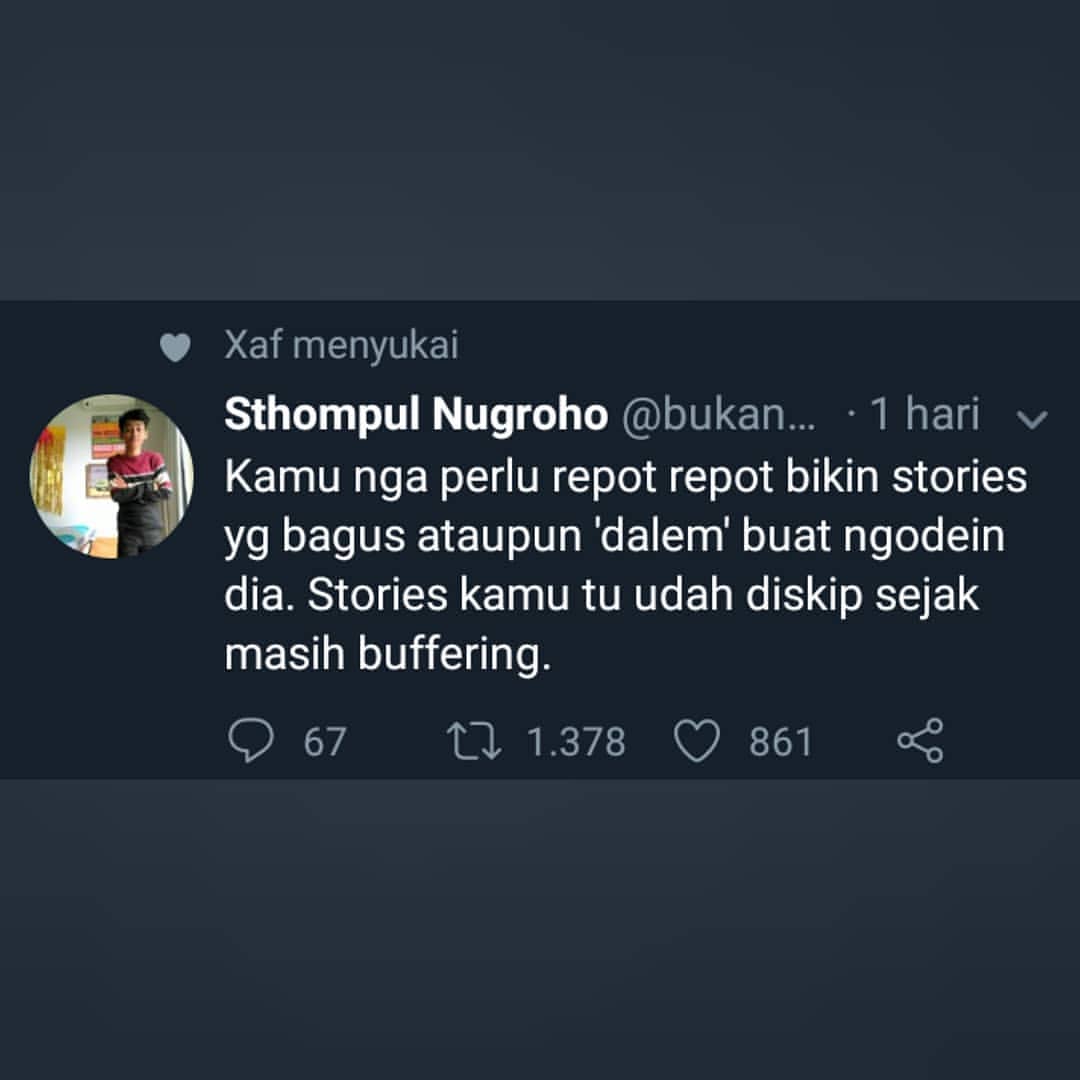 Xaf menyukai
Sthompul Nugroho @bukan... · 1 hari
Kamu nga perlu repot repot bikin stories
yg bagus ataupun 'dalem' buat ngodein
dia. Stories kamu tu udah diskip sejak
masih buffering.
67 1.378 861